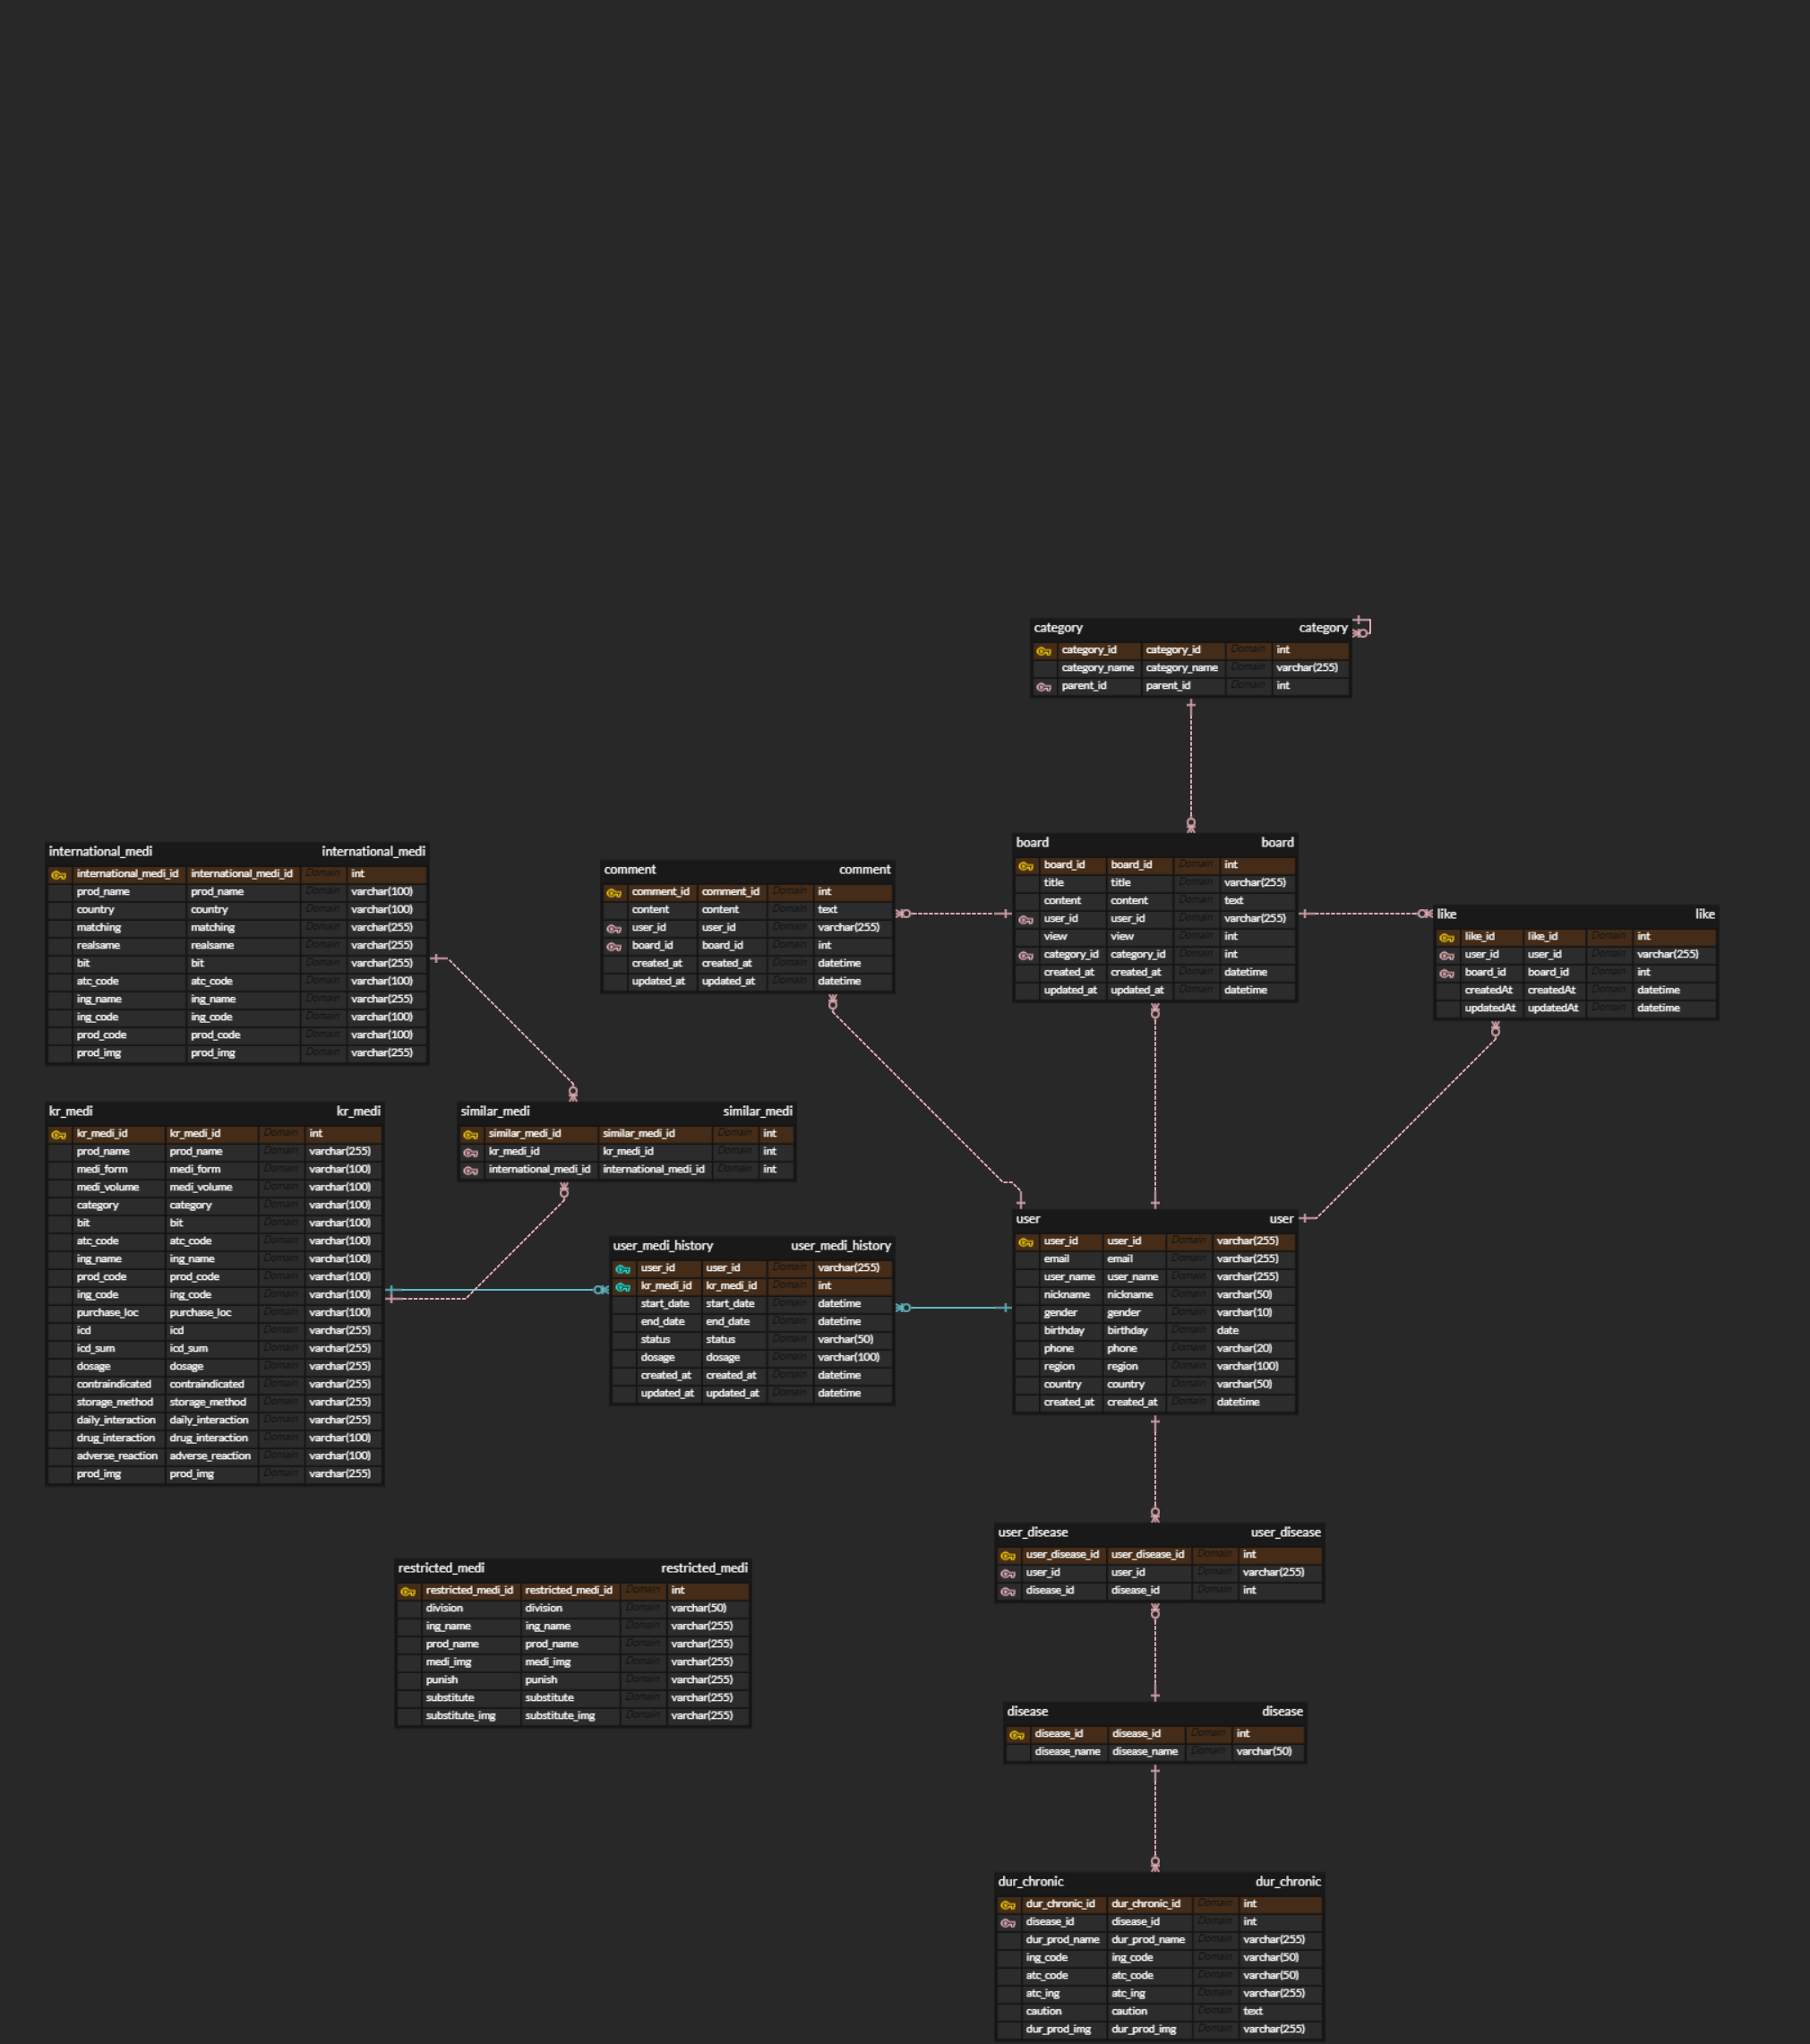 category category
category_id category_id Domain int
category_name category_name Domain varchar(255)
parent_id parent_id Domain int
international_medi international_medi
international_medi_id international_medi_id Domain int
prod_name prod_name Domain varchar(100)
country country Domain varchar(100)
matching matching Domain varchar(255)
realsame realsame Domain varchar(255)
bit bit Domain varchar(255)
atc_code atc_code Domain varchar(100)
ing_name ing_name Domain varchar(255)
ing_code ing_code Domain varchar(100)
prod_code prod_code Domain varchar(100)
prod_img prod_img Domain varchar(255)
comment comment
comment_id comment_id Domain int
content content Domain text
user_id user_id Domain varchar(255)
board_id board_id Domain int
created_at created_at Domain datetime
updated_at updated_at Domain datetime
board board
board_id board_id Domain int
title title Domain varchar(255)
content content Domain text
user_id user_id Domain varchar(255)
view view Domain int
category_id category_id Domain int
created_at created_at Domain datetime
updated_at updated_at Domain datetime
like like
like_id like_id Domain int
user_id user_id Domain varchar(255)
board_id board_id Domain int
createdAt createdAt Domain datetime
updatedAt updatedAt Domain datetime
kr_medi kr_medi
kr_medi_id kr_medi_id Domain int
prod_name prod_name Domain varchar(255)
medi_form medi_form Domain varchar(100)
medi_volume medi_volume Domain varchar(100)
category category Domain varchar(100)
bit bit Domain varchar(100)
atc_code atc_code Domain varchar(100)
ing_name ing_name Domain varchar(100)
prod_code prod_code Domain varchar(100)
ing_code ing_code Domain varchar(100)
purchase_loc purchase_loc Domain varchar(100)
icd icd Domain varchar(255)
icd_sum icd_sum Domain varchar(255)
dosage dosage Domain varchar(255)
contraindicated contraindicated Domain varchar(255)
storage_method storage_method Domain varchar(255)
daily_interaction daily_interaction Domain varchar(255)
drug_interaction drug_interaction Domain varchar(100)
adverse_reaction adverse_reaction Domain varchar(100)
prod_img prod_img Domain varchar(255)
similar_medi similar_medi
similar_medi_id similar_medi_id Domain int
kr_medi_id kr_medi_id Domain int
international_medi_id international_medi_id Domain int
user_medi_history user_medi_history
user_id user_id Domain varchar(255)
kr_medi_id kr_medi_id Domain int
start_date start_date Domain datetime
end_date end_date Domain datetime
status status Domain varchar(50)
dosage dosage Domain varchar(100)
created_at created_at Domain datetime
updated_at updated_at Domain datetime
user user
user_id user_id Domain varchar(255)
email email Domain varchar(255)
user_name user_name Domain varchar(255)
nickname nickname Domain varchar(50)
gender gender Domain varchar(10)
birthday birthday Domain date
phone phone Domain varchar(20)
region region Domain varchar(100)
country country Domain varchar(50)
created_at created_at Domain datetime
user_disease user_disease
user_disease_id user_disease_id Domain int
user_id user_id Domain varchar(255)
disease_id disease_id Domain int
restricted_medi restricted_medi
restricted_medi_id restricted_medi_id Domain int
division division Domain varchar(50)
ing_name ing_name Domain varchar(255)
prod_name prod_name Domain varchar(255)
medi_img medi_img Domain varchar(255)
punish punish Domain varchar(255)
substitute substitute Domain varchar(255)
substitute_img substitute_img Domain varchar(255)
disease disease
disease_id disease_id Domain int
disease_name disease_name Domain varchar(50)
dur_chronic dur_chronic
dur_chronic_id dur_chronic_id Domain int
disease_id disease_id Domain int
dur_prod_name dur_prod_name Domain varchar(255)
ing_code ing_code Domain varchar(50)
atc_code atc_code Domain varchar(50)
atc_ing atc_ing Domain varchar(255)
caution caution Domain text
dur_prod_img dur_prod_img Domain varchar(255)